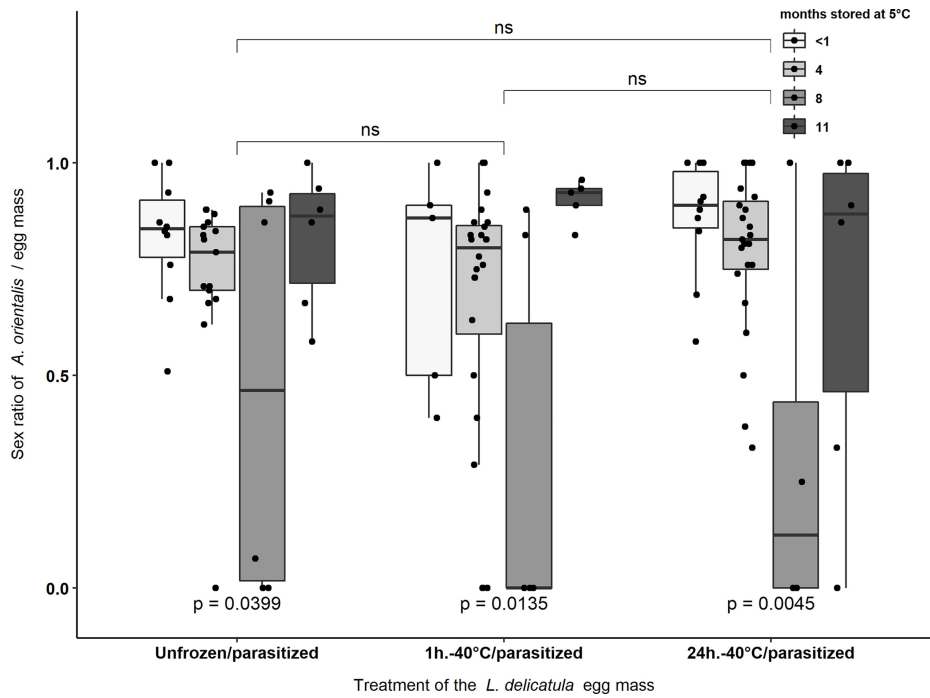 months stored at 5°C
<1
4
8
11
ns
ns
ns
1.0
0.5
0.0
Sex ratio of A. orientalis / egg mass
p = 0.0399
p = 0.0135
p = 0.0045
Unfrozen/parasitized
1h.-40°C/parasitized
24h.-40°C/parasitized
Treatment of the L. delicatula egg mass